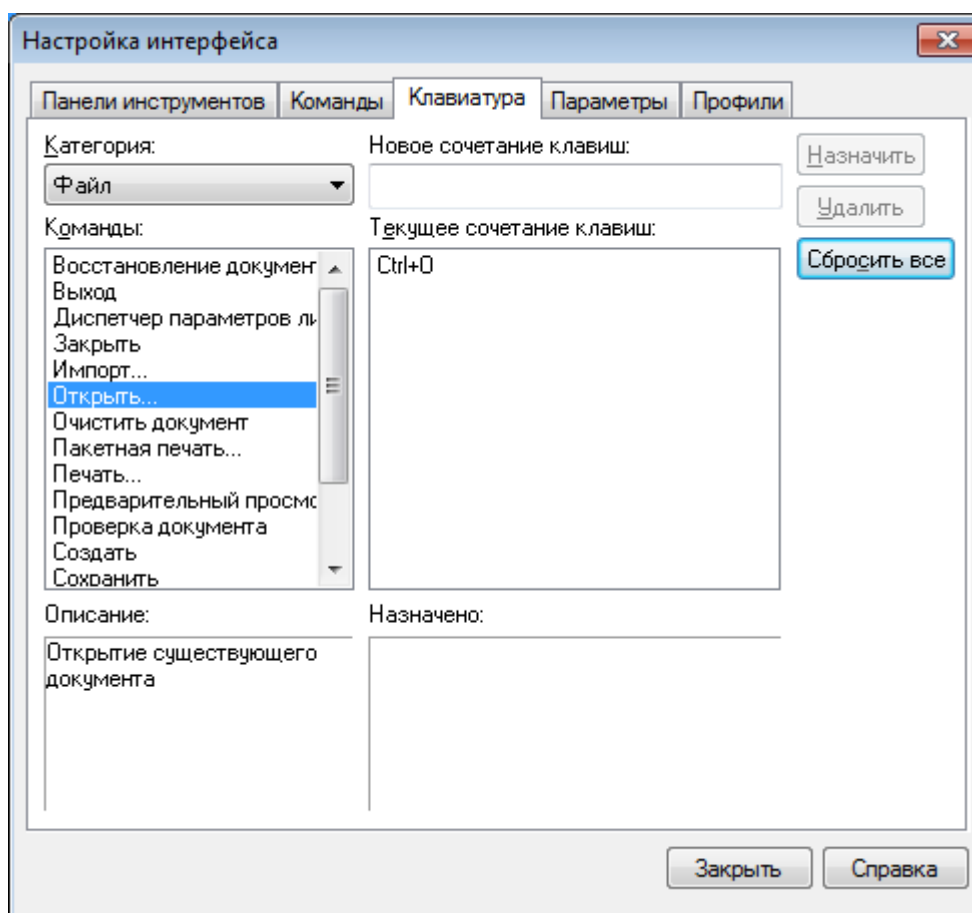 Настройка интерфейса
Панели инструментов Команды Клавиатура Параметры Профили
Категория:
Файл
Команды:
Восстановление документ
Выход
Диспетчер параметров ли
Закрыть
Импорт...
Открыть...
Очистить документ
Пакетная печать...
Печать...
Предварительный просмо
Проверка документа
Создать
Сохранить
Описание:
Открытие существующего
документа
Новое сочетание клавиш:
Текущее сочетание клавиш:
Ctrl+O
Назначено:
Назначить
Удалить
Сбросить все
Закрыть Справка